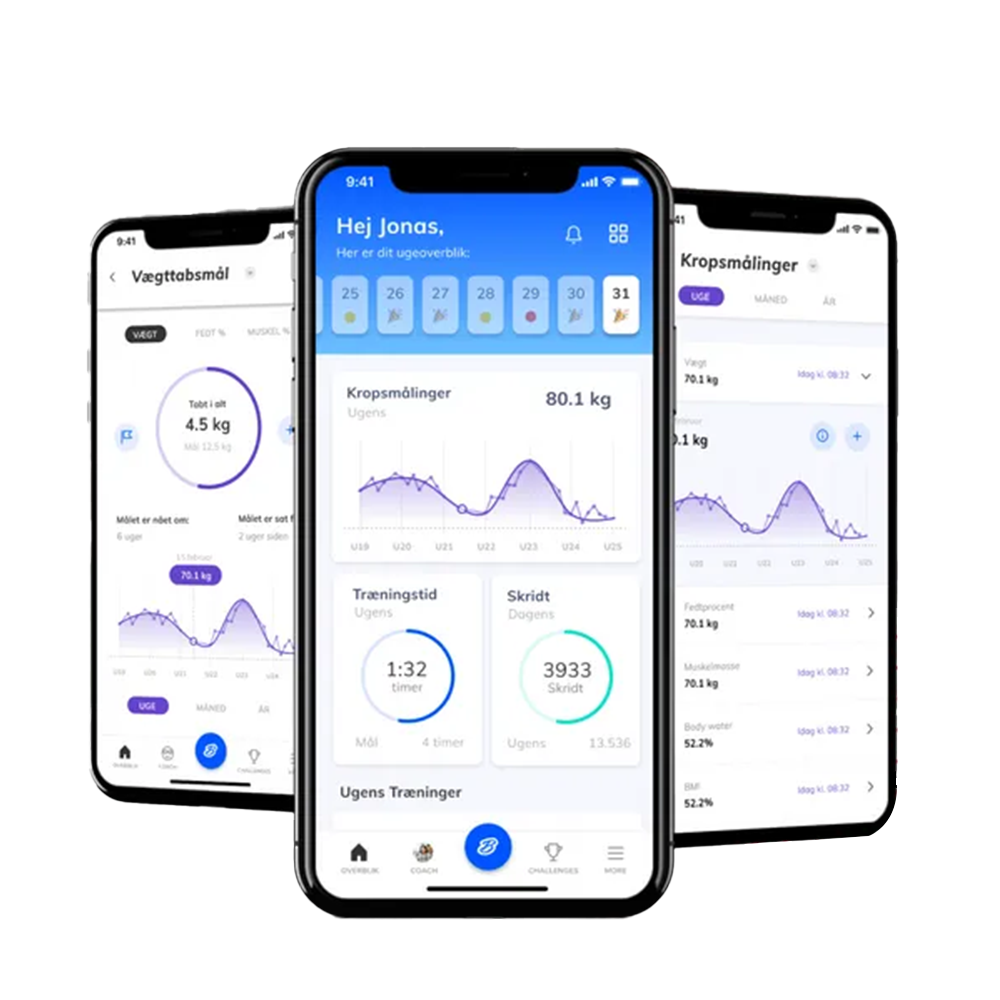 9:41
Vægttabsmål
VÆGT FEDT % MUSKEL %
Tabt i alt
4.5 kg
Mål 12.5 kg
Målet er nået om:
6 uger
Målet er sat f
2 uger siden
15 februar
70.1 kg
U19 U20 U21 U22 U23 U24
UGE MÅNED ÅR
OVERBLIK COACH CHALLENGES
9:41
Hej Jonas,
Her er dit ugeoverblik:
25 26 27 28 29 30 31
Kropsmålinger 80.1 kg
Ugens
U19 U20 U21 U22 U23 U24 U25
Træningstid
Ugens
1:32
timer
Mål 4 timer
Skridt
Dagens
3933
Skridt
Ugens 13.536
Ugens Træninger
OVERBLIK COACH B CHALLENGES MORE
41
Kropsmålinger
UGE MÅNED ÅR
Vægt
70.1 kg Idag kl. 08:32
0.1 kg
U20 U21 U22 U23 U24 U25
Fedtprocent
70.1 kg Idag kl. 08:32
Muskelmasse
70.1 kg Idag kl. 08:32
Body water
52.2% Idag kl. 08:32
BMI
52.2% Idag kl. 08:32